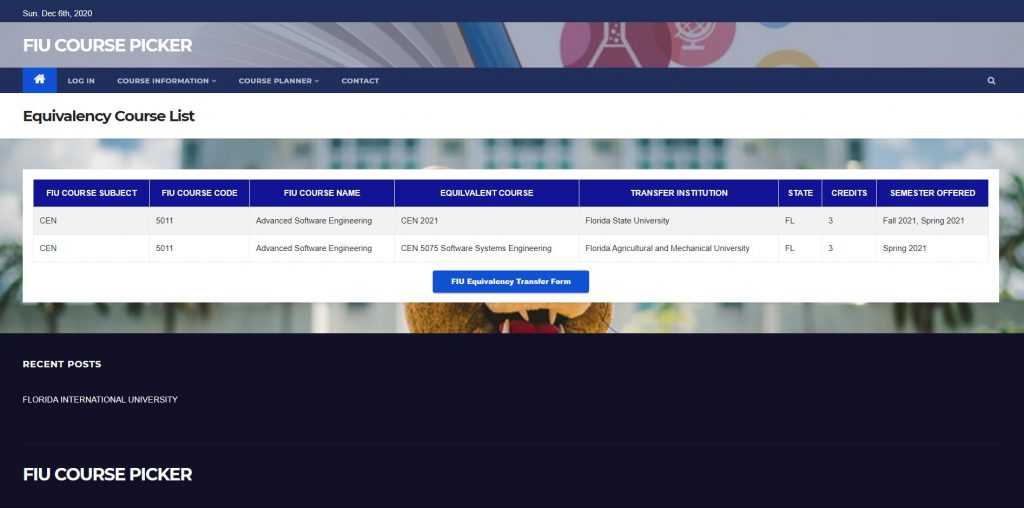 Sun. Dec 6th, 2020
FIU COURSE PICKER
LOG IN COURSE INFORMATION COURSE PLANNER CONTACT
Equivalency Course List
FIU COURSE SUBJECT FIU COURSE CODE FIU COURSE NAME EQUILVALENT COURSE TRANSFER INSTITUTION STATE CREDITS SEMESTER OFFERED
CEN 5011 Advanced Software Engineering CEN 2021 Florida State University FL 3 Fall 2021, Spring 2021
CEN 5011 Advanced Software Engineering CEN 5075 Software Systems Engineering Florida Agricultural and Mechanical University FL 3 Spring 2021
FIU Equivalency Transfer Form
RECENT POSTS
FLORIDA INTERNATIONAL UNIVERSITY
FIU COURSE PICKER